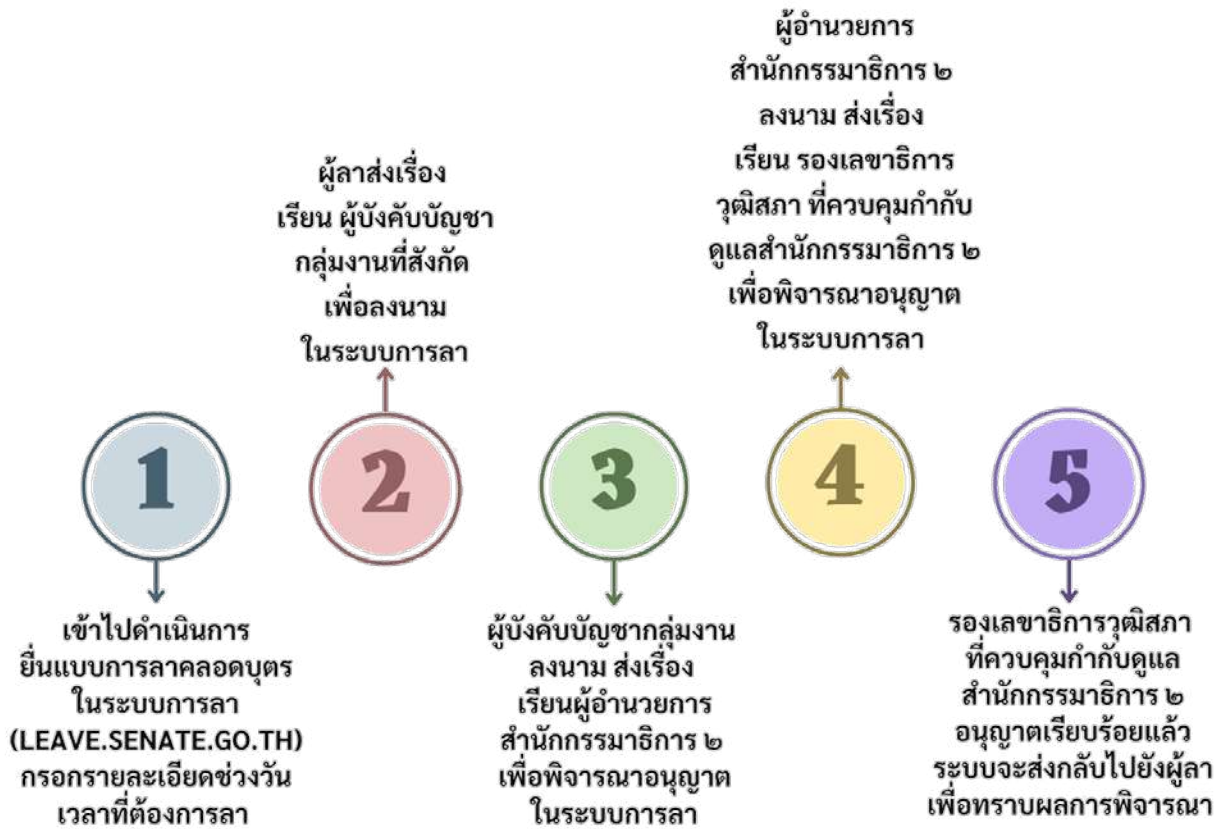 1
เข้าไปดำเนินการ
ยื่นแบบการลาคลอดบุตร
ในระบบการลา
(LEAVE.SENATE.GO.TH)
กรอกรายละเอียดช่วงวัน
เวลาที่ต้องการลา
ผู้ลาส่งเรื่อง
เรียน ผู้บังคับบัญชา
กลุ่มงานที่สังกัด
เพื่อลงนาม
ในระบบการลา
2
3
ผู้บังคับบัญชากลุ่มงาน
ลงนาม ส่งเรื่อง
เรียนผู้อำนวยการ
สำนักกรรมาธิการ ๒
เพื่อพิจารณาอนุญาต
ในระบบการลา
ผู้อำนวยการ
สำนักกรรมาธิการ ๒
ลงนาม ส่งเรื่อง
เรียน รองเลขาธิการ
วุฒิสภา ที่ควบคุมกำกับ
ดูแลสำนักกรรมาธิการ ๒
เพื่อพิจารณาอนุญาต
ในระบบการลา
4
5
รองเลขาธิการวุฒิสภา
ที่ควบคุมกำกับดูแล
สำนักกรรมาธิการ ๒
อนุญาตเรียบร้อยแล้ว
ระบบจะส่งกลับไปยังผู้ลา
เพื่อทราบผลการพิจารณา